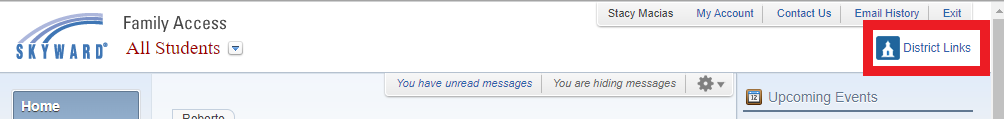 Stacy Macias My Account Contact Us Email History Exit
SKYWARD® Family Access
All Students
District Links
You have unread messages You are hiding messages
Home
12 Upcoming Events
Roberto